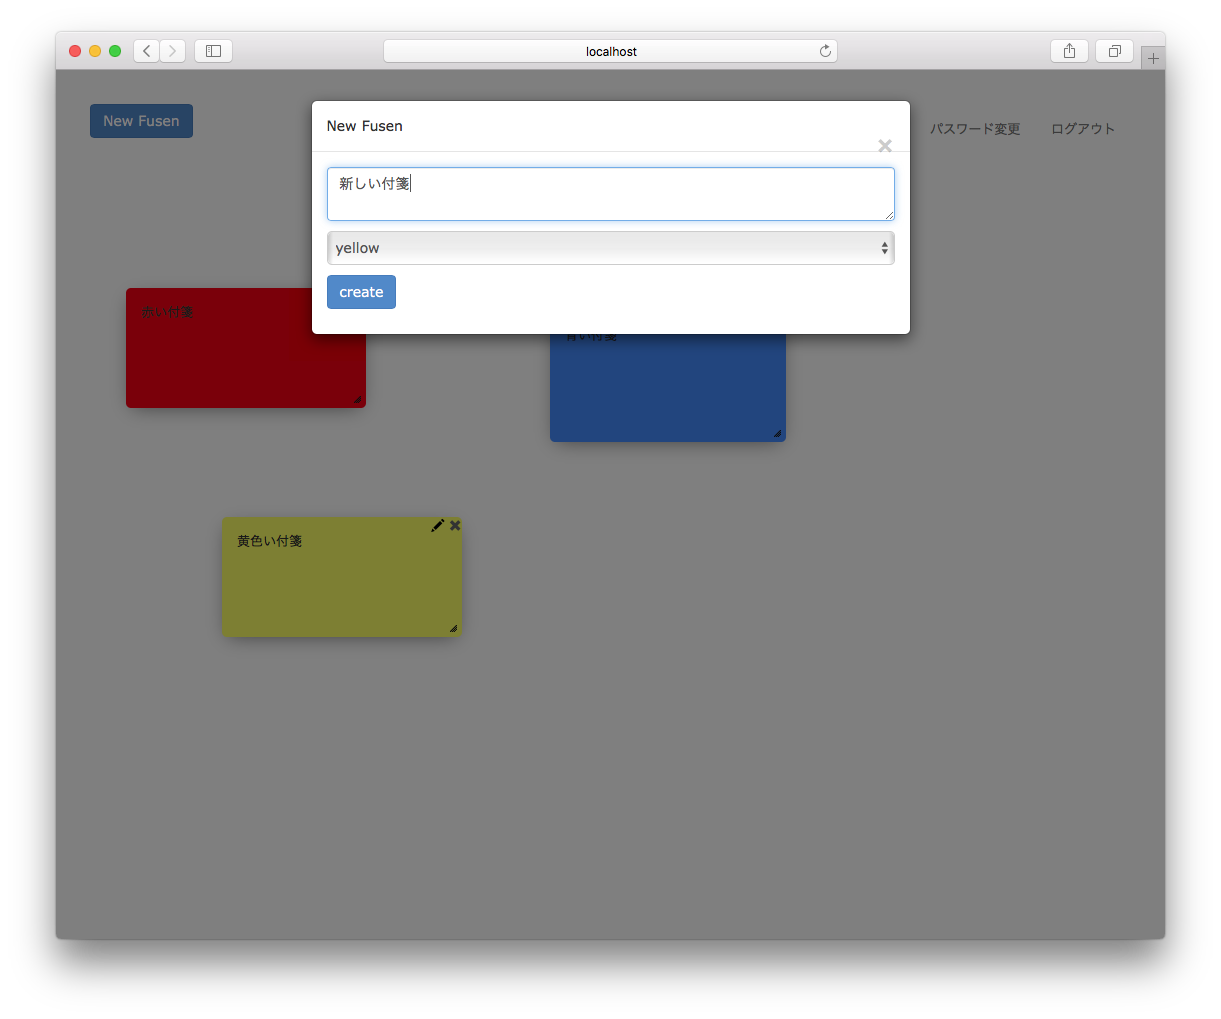 localhost
New Fusen
New Fusen
パスワード変更
ログアウト
新しい付箋
yellow
create
赤い付箋
青い付箋
黄色い付箋